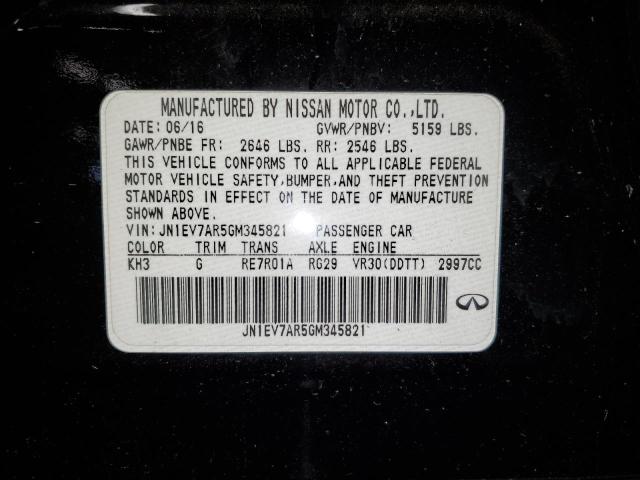 MANUFACTURED BY NISSAN MOTOR CO.,LTD.
DATE: 06/16 GVWR/PNBV: 5159 LBS.
GAWR/PNBE FR: 2646 LBS. RR: 2546 LBS.
THIS VEHICLE CONFORMS TO ALL APPLICABLE FEDERAL
MOTOR VEHICLE SAFETY,BUMPER,AND THEFT PREVENTION
STANDARDS IN EFFECT ON THE DATE OF MANUFACTURE
SHOWN ABOVE.
VIN: JN1EV7AR5GM345821 PASSENGER CAR
COLOR TRIM TRANS AXLE ENGINE
KH3 G RE7R01A RG29 VR30(DDTT) 2997CC
JN1EV7AR5GM345821